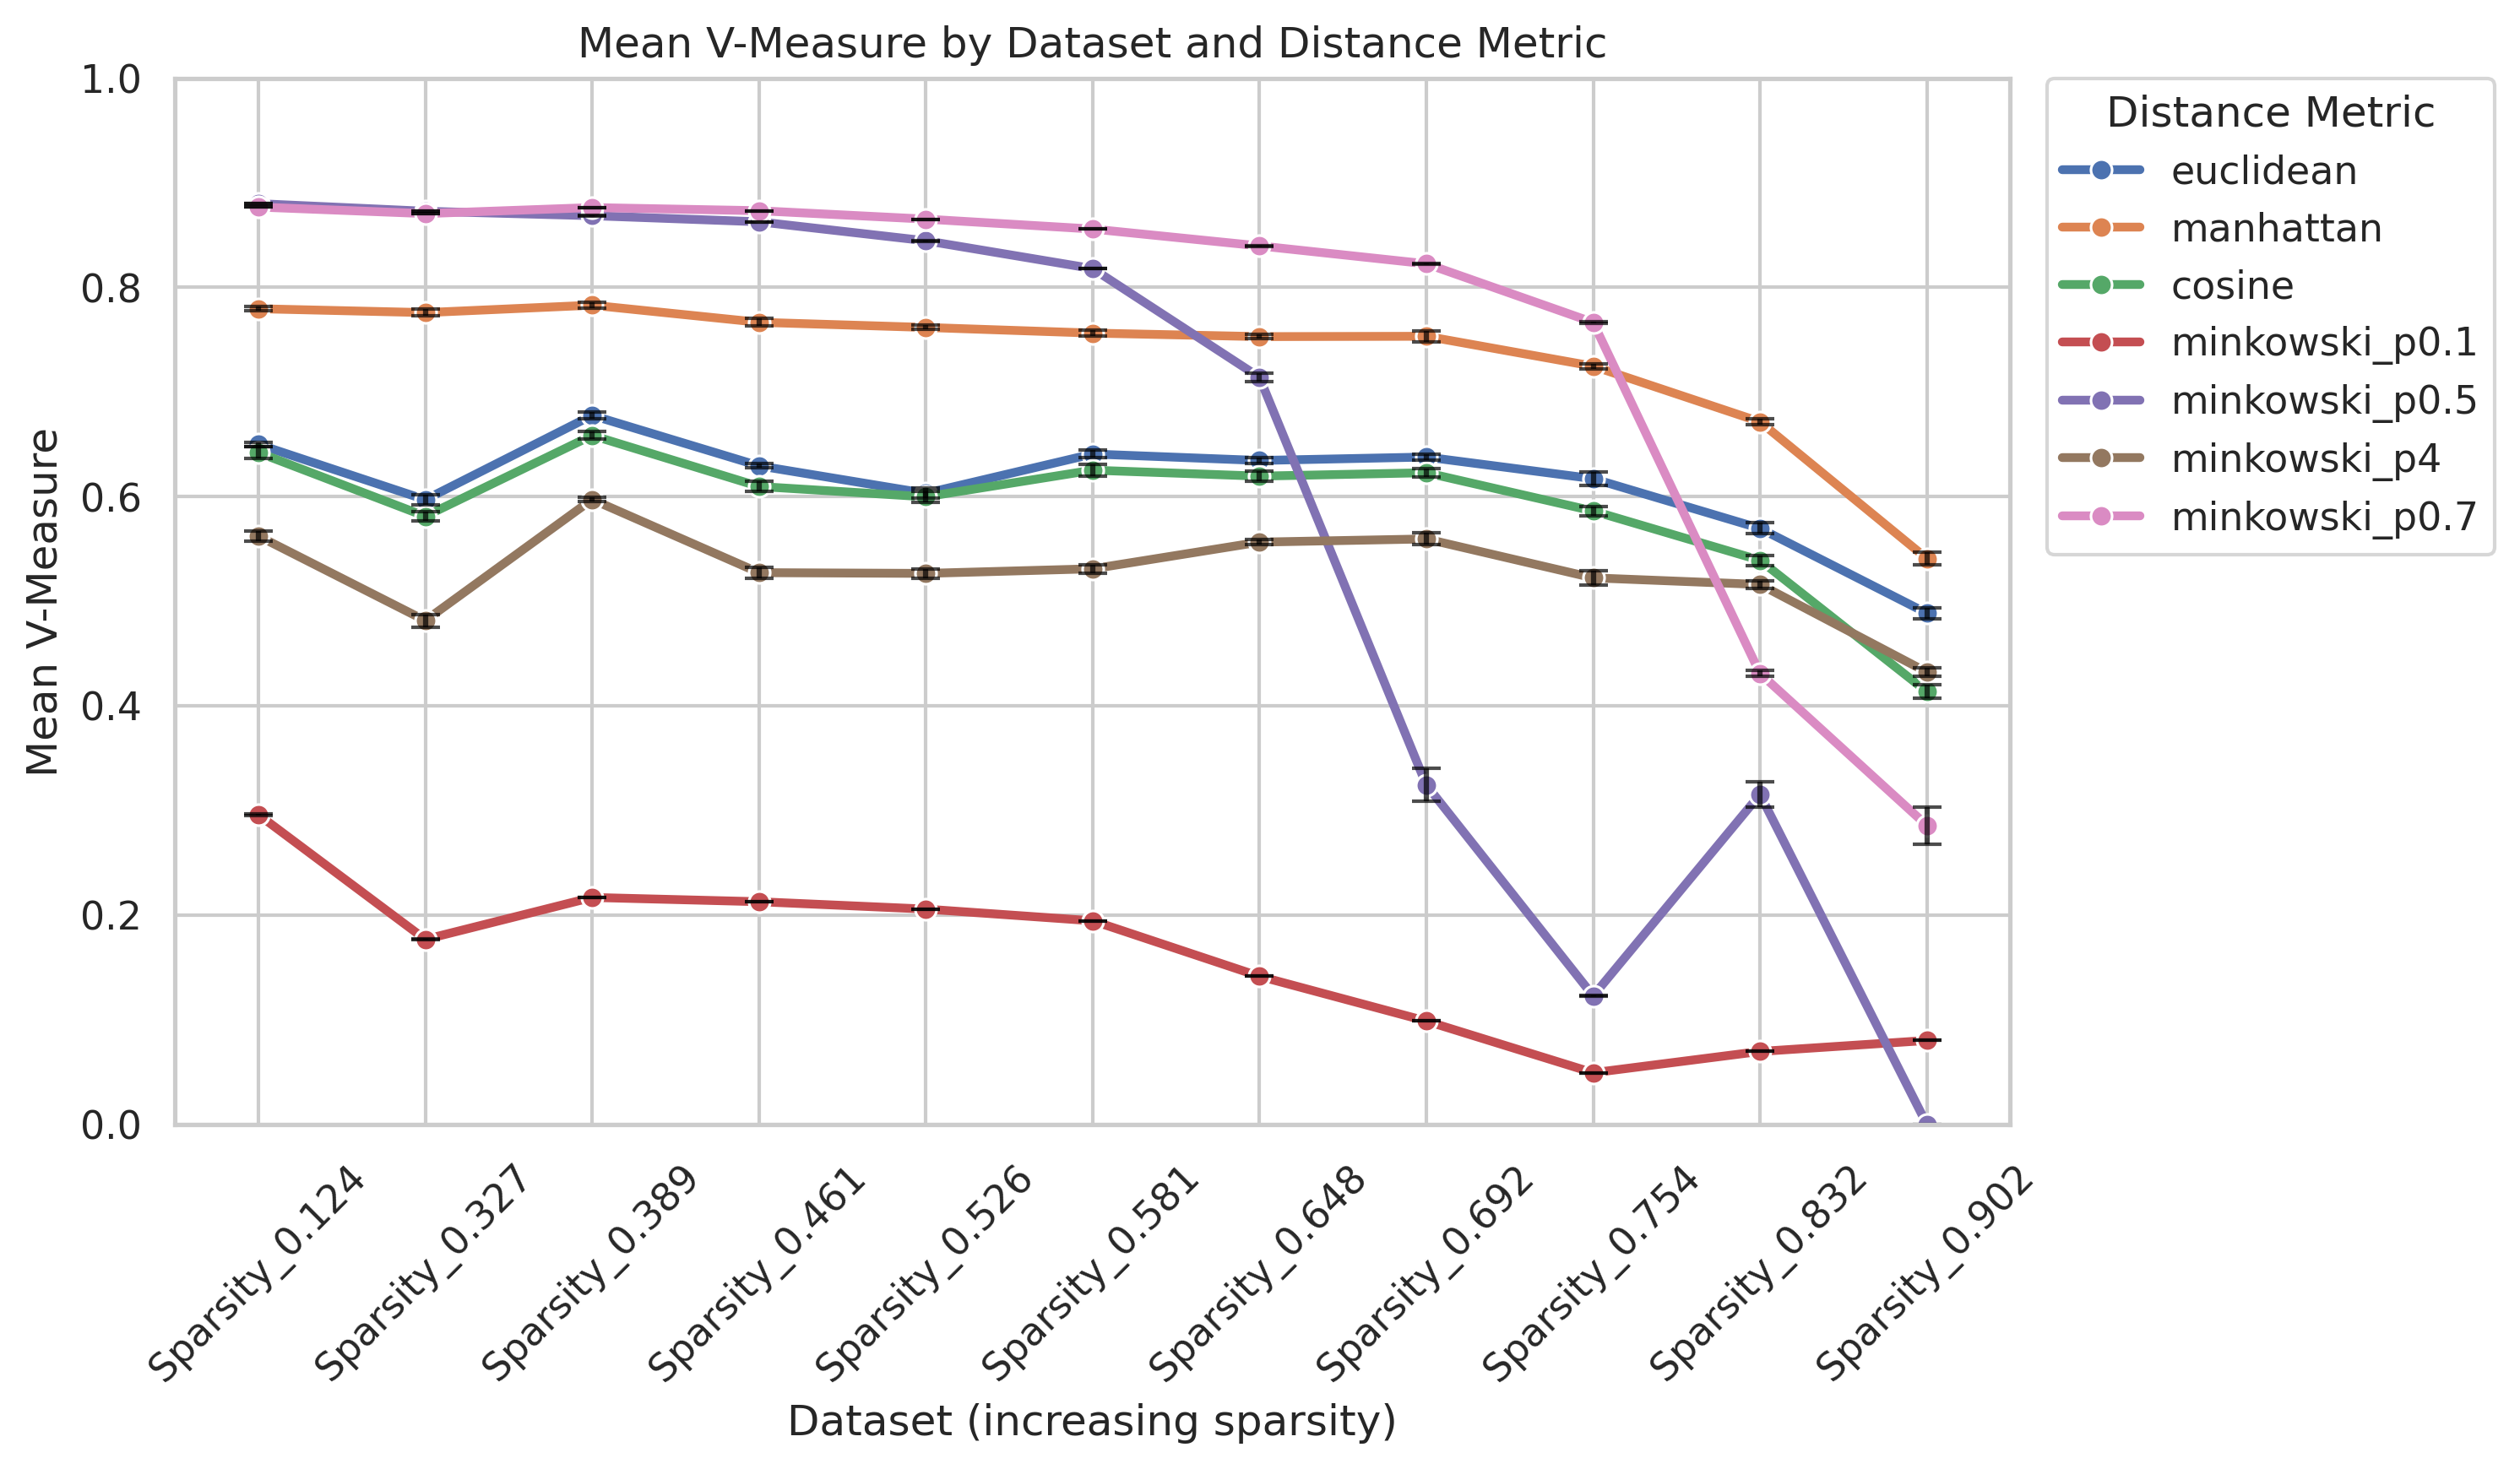 Mean V-Measure by Dataset and Distance Metric
1.0
0.8
0.6
0.4
0.2
0.0
Mean V-Measure
Sparsity_0.124
Sparsity_0.327
Sparsity_0.389
Sparsity_0.461
Sparsity_0.526
Sparsity_0.581
Sparsity_0.648
Sparsity_0.692
Sparsity_0.754
Sparsity_0.832
Sparsity_0.902
Dataset (increasing sparsity)
Distance Metric
euclidean
manhattan
cosine
minkowski_p0.1
minkowski_p0.5
minkowski_p4
minkowski_p0.7